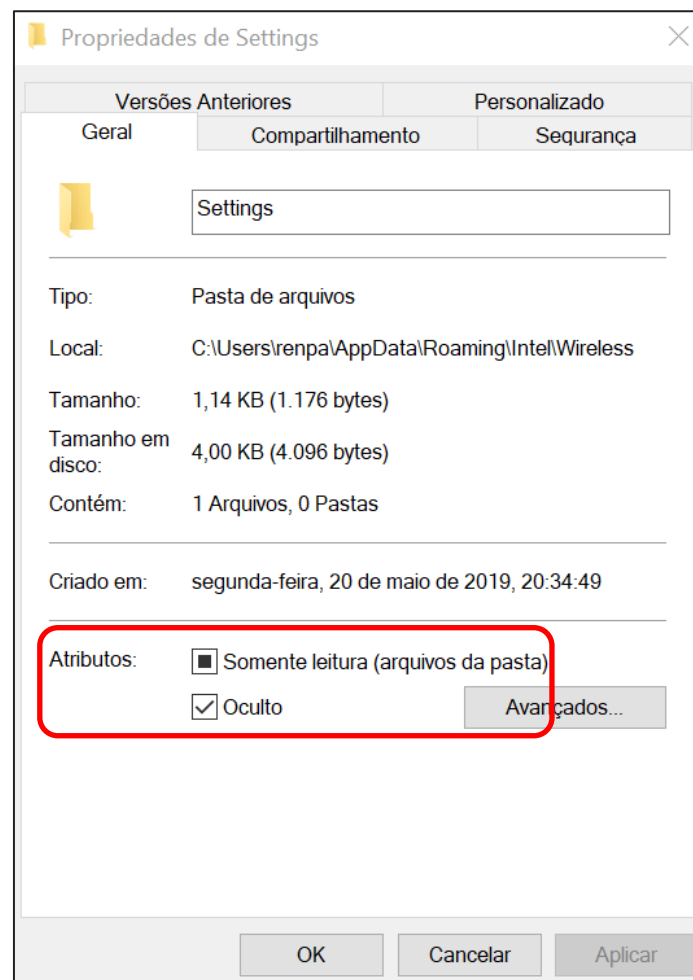 Propriedades de Settings
Versões Anteriores Personalizado
Geral Compartilhamento Sequrança
Settings
Tipo: Pasta de arquivos
Local: C:\Users\renpa\AppData\Roaming\Intel\Wireless
Tamanho: 1,14 KB (1.176 bytes)
Tamanho em
disco: 4,00 KB (4.096 bytes)
Contém: 1 Arquivos, 0 Pastas
Criado em: segunda-feira, 20 de maio de 2019, 20:34:49
Atributos: Somente leitura (arquivos da pasta)
Oculto Avançados...
OK Cancelar Aplicar